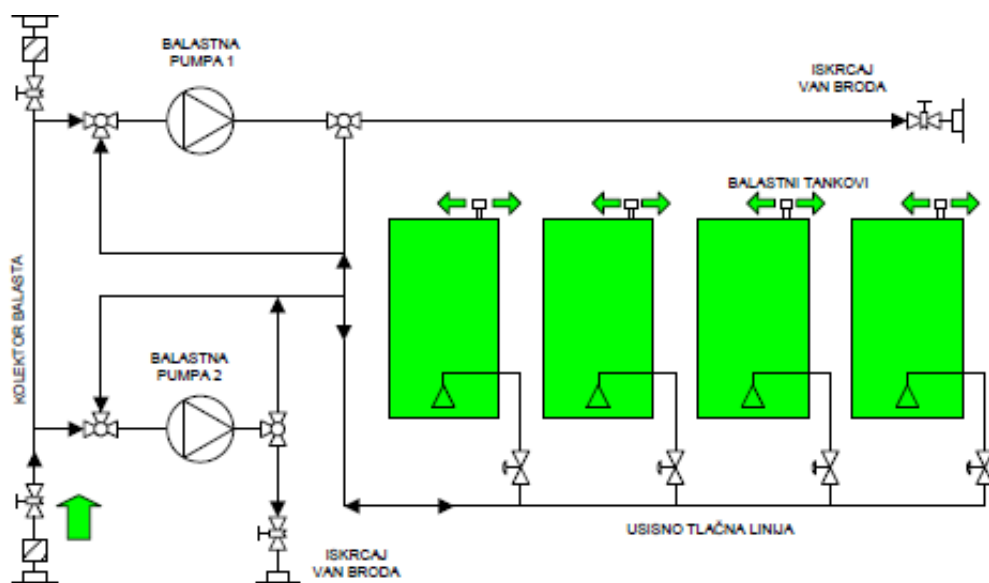 BALASTNA
PUMPA 1
ISKRCAJ
VAN BRODA
BALASTNI TANKOVI
KOLEKTOR BALASTA
BALASTNA
PUMPA 2
USISNO TLAČNA LINIJA
ISKRCAJ
VAN BRODA